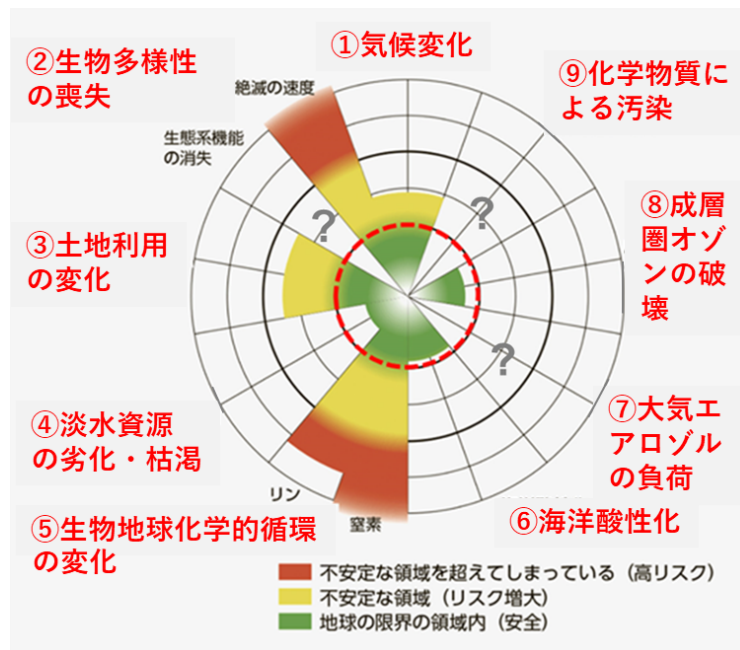 ①気候変化
②生物多様性
の喪失
絶滅の速度
生態系機能
の消失
⑨化学物質に
よる汚染
?
?
③土地利用
の変化
⑧成層
圏オゾ
ンの破
壊
?
④淡水資源
の劣化・枯渇
⑦大気エ
アロゾル
の負荷
リン
窒素
⑤生物地球化学的循環
の変化
⑥海洋酸性化
不安定な領域を超えてしまっている（高リスク）
不安定な領域（リスク増大）
地球の限界の領域内（安全）